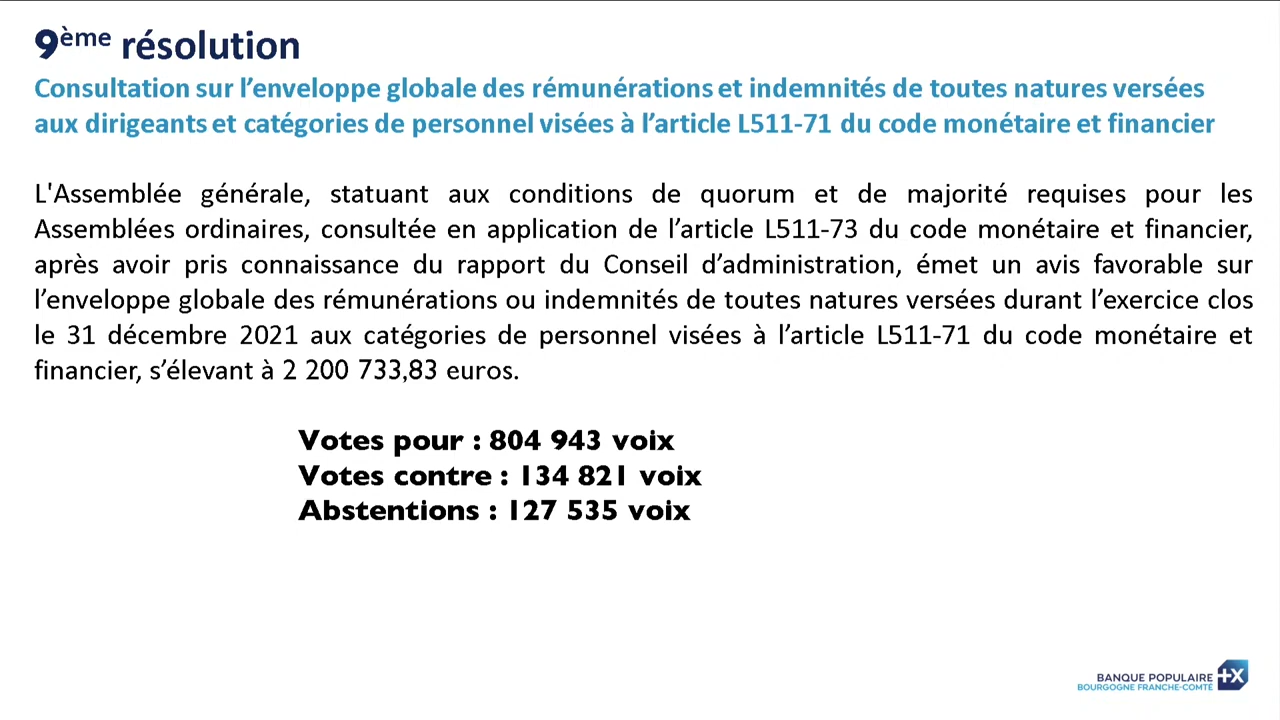 9ème résolution
Consultation sur l’enveloppe globale des rémunérations et indemnités de toutes natures versées
aux dirigeants et catégories de personnel visées à l’article L511-71 du code monétaire et financier
L'Assemblée générale, statuant aux conditions de quorum et de majorité requises pour les
Assemblées ordinaires, consultée en application de l’article L511-73 du code monétaire et financier,
après avoir pris connaissance du rapport du Conseil d’administration, émet un avis favorable sur
l’enveloppe globale des rémunérations ou indemnités de toutes natures versées durant l’exercice clos
le 31 décembre 2021 aux catégories de personnel visées à l’article L511-71 du code monétaire et
financier, s’élevant à 2 200 733,83 euros.
Votes pour : 804 943 voix
Votes contre : 134 821 voix
Abstentions : 127 535 voix
BANQUE POPULAIRE
BOURGOGNE FRANCHE-COMTÉ